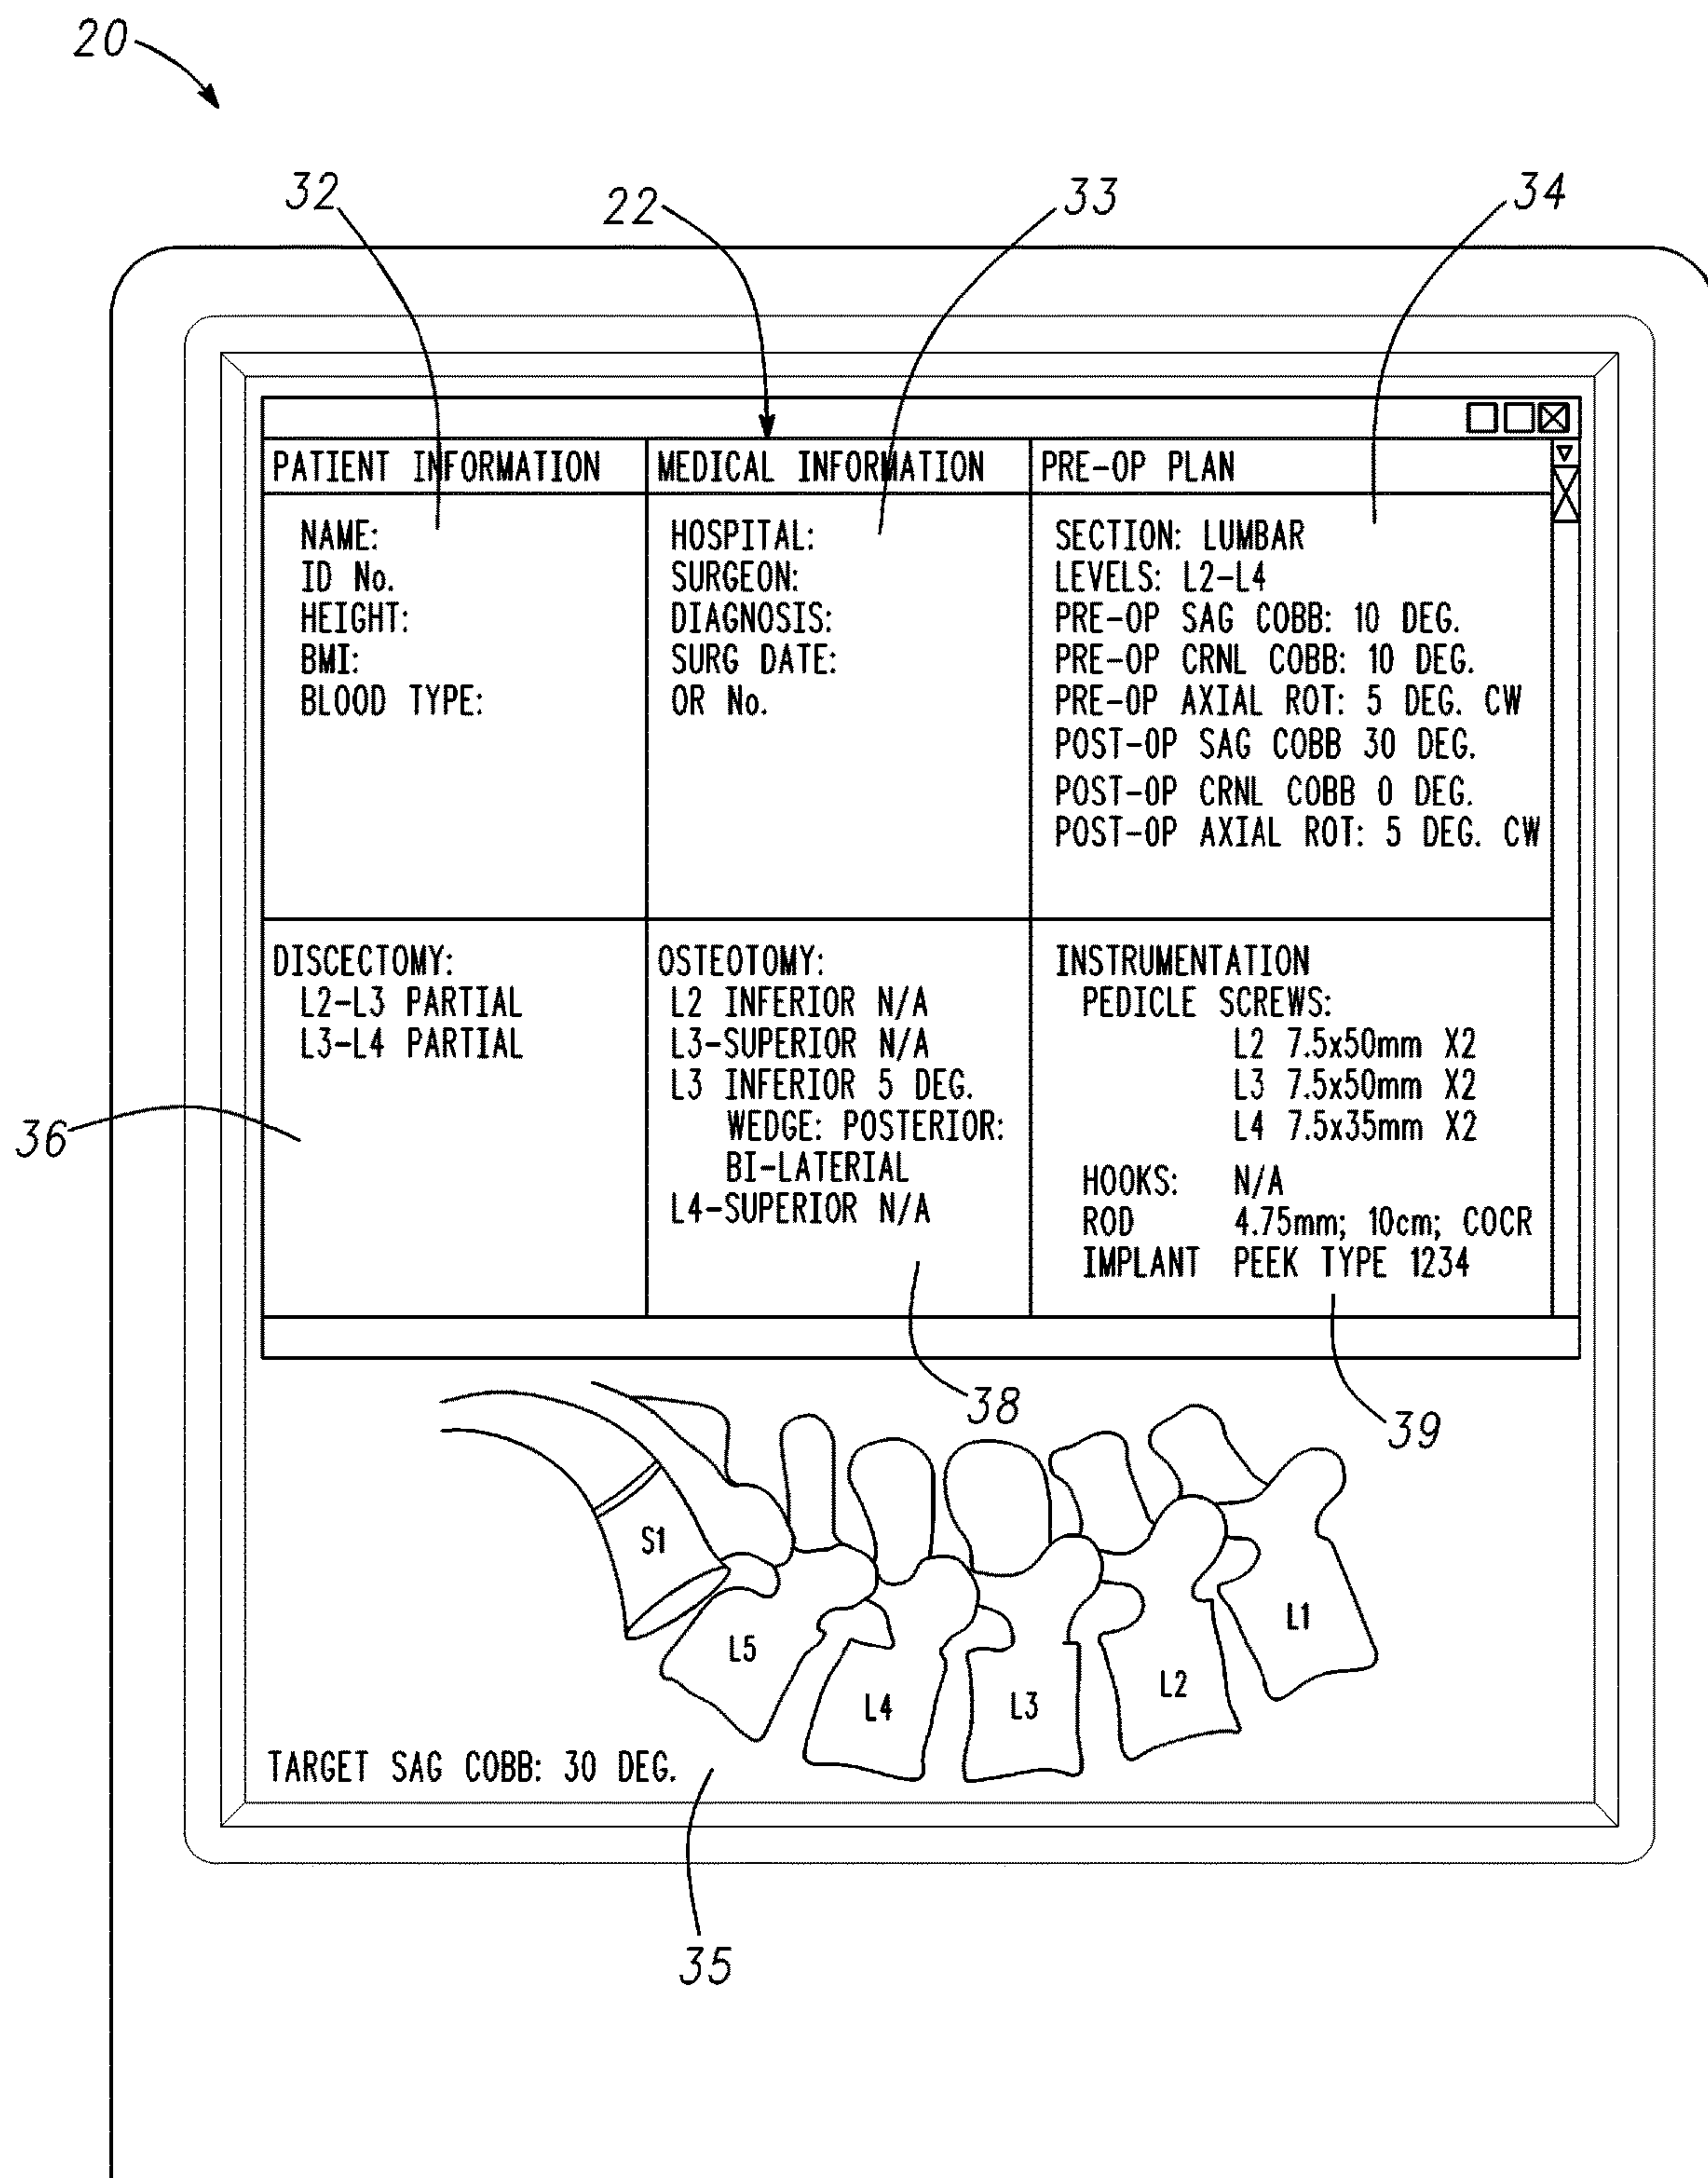 20
32
22
33
34
PATIENT INFORMATION
NAME:
ID No.
HEIGHT:
BMI:
BLOOD TYPE:
MEDICAL INFORMATION
HOSPITAL:
SURGEON:
DIAGNOSIS:
SURG DATE:
OR No.
PRE-OP PLAN
SECTION: LUMBAR
LEVELS: L2-L4
PRE-OP SAG COBB: 10 DEG.
PRE-OP CRNL COBB: 10 DEG.
PRE-OP AXIAL ROT: 5 DEG. CW
POST-OP SAG COBB 30 DEG.
POST-OP CRNL COBB 0 DEG.
POST-OP AXIAL ROT: 5 DEG. CW
DISCECTOMY:
L2-L3 PARTIAL
L3-L4 PARTIAL
36
OSTEOTOMY:
L2 INFERIOR N/A
L3-SUPERIOR N/A
L3 INFERIOR 5 DEG.
WEDGE: POSTERIOR:
BI-LATERIAL
L4-SUPERIOR N/A
38
INSTRUMENTATION
PEDICLE SCREWS:
L2 7.5x50mm X2
L3 7.5x50mm X2
L4 7.5x35mm X2
HOOKS: N/A
ROD 4.75mm; 10cm; COCR
IMPLANT PEEK TYPE 1234
39
S1
L5
L4
L3
L2
L1
TARGET SAG COBB: 30 DEG.
35